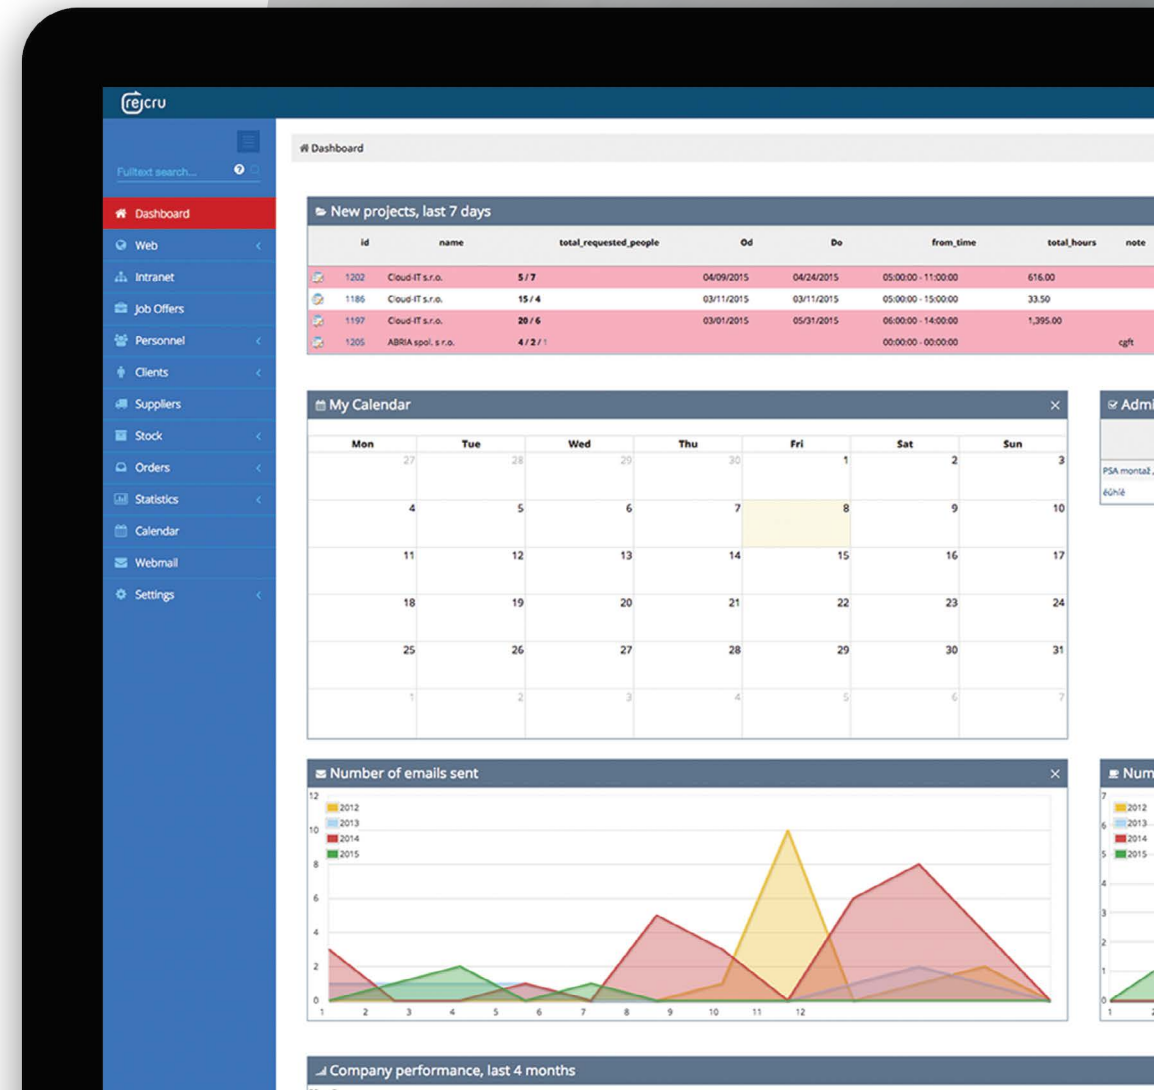 rejcru
Dashboard
Fulltext search...
Dashboard
Web
Intranet
Job Offers
Personnel
Clients
Suppliers
Stock
Orders
Statistics
Calendar
Webmail
Settings
New projects, last 7 days
id name total_requested_people Od Do from_time total_hours note
1202 Cloud-IT s.r.o. 5 / 7 04/09/2015 04/24/2015 05:00:00 - 11:00:00 616.00
1186 Cloud-IT s.r.o. 15 / 4 03/11/2015 03/11/2015 05:00:00 - 15:00:00 33.50
1197 Cloud-IT s.r.o. 20 / 6 03/01/2015 05/31/2015 06:00:00 - 14:00:00 1,395.00
1205 ABRIA spol. s r.o. 4 / 2 / 1 00:00:00 - 00:00:00 cgft
My Calendar
Mon Tue Wed Thu Fri Sat Sun
27 28 29 30 1 2 3
4 5 6 7 8 9 10
11 12 13 14 15 16 17
18 19 20 21 22 23 24
25 26 27 28 29 30 31
1 2 3 4 5 6 7
Admi
PSA montaž
Number of emails sent
12
10
8
6
4
2
0
2012
2013
2014
2015
1 2 3 4 5 6 7 8 9 10 11 12
Num
7
6
5
4
3
2
1
0
2012
2013
2014
2015
1 2
Company performance, last 4 months